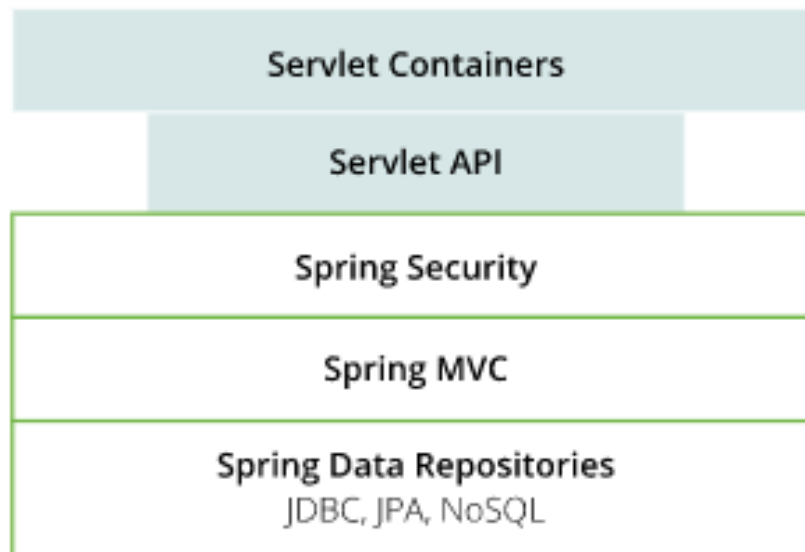 Servlet Containers
Servlet API
Spring Security
Spring MVC
Spring Data Repositories
JDBC, JPA, NoSQL